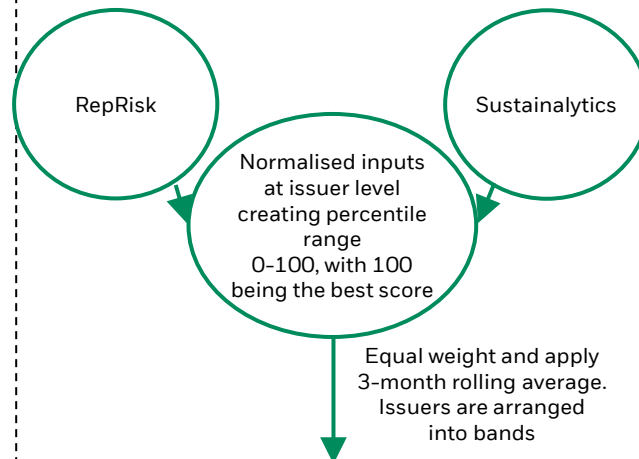 RepRisk
Sustainalytics
Normalised inputs
at issuer level
creating percentile
range
0-100, with 100
being the best score
Equal weight and apply
3-month rolling average.
Issuers are arranged
into bands